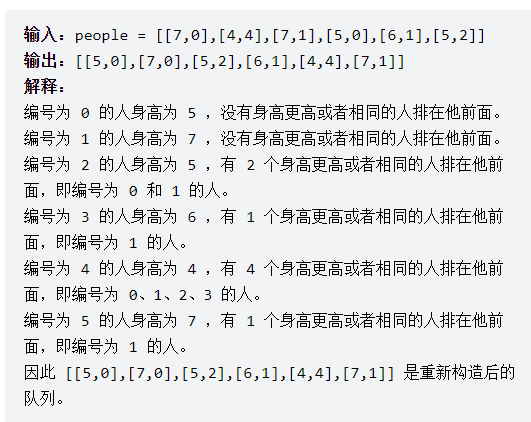 输入：people = [[7,0],[4,4],[7,1],[5,0],[6,1],[5,2]]
输出：[[5,0],[7,0],[5,2],[6,1],[4,4],[7,1]]
解释：
编号为 0 的人身高为 5 ，没有身高更高或者相同的人排在他前面。
编号为 1 的人身高为 7 ，没有身高更高或者相同的人排在他前面。
编号为 2 的人身高为 5 ，有 2 个身高更高或者相同的人排在他前
面，即编号为 0 和 1 的人。
编号为 3 的人身高为 6 ，有 1 个身高更高或者相同的人排在他前
面，即编号为 1 的人。
编号为 4 的人身高为 4 ，有 4 个身高更高或者相同的人排在他前
面，即编号为 0、1、2、3 的人。
编号为 5 的人身高为 7 ，有 1 个身高更高或者相同的人排在他前
面，即编号为 1 的人。
因此 [[5,0],[7,0],[5,2],[6,1],[4,4],[7,1]] 是重新构造后的
队列。